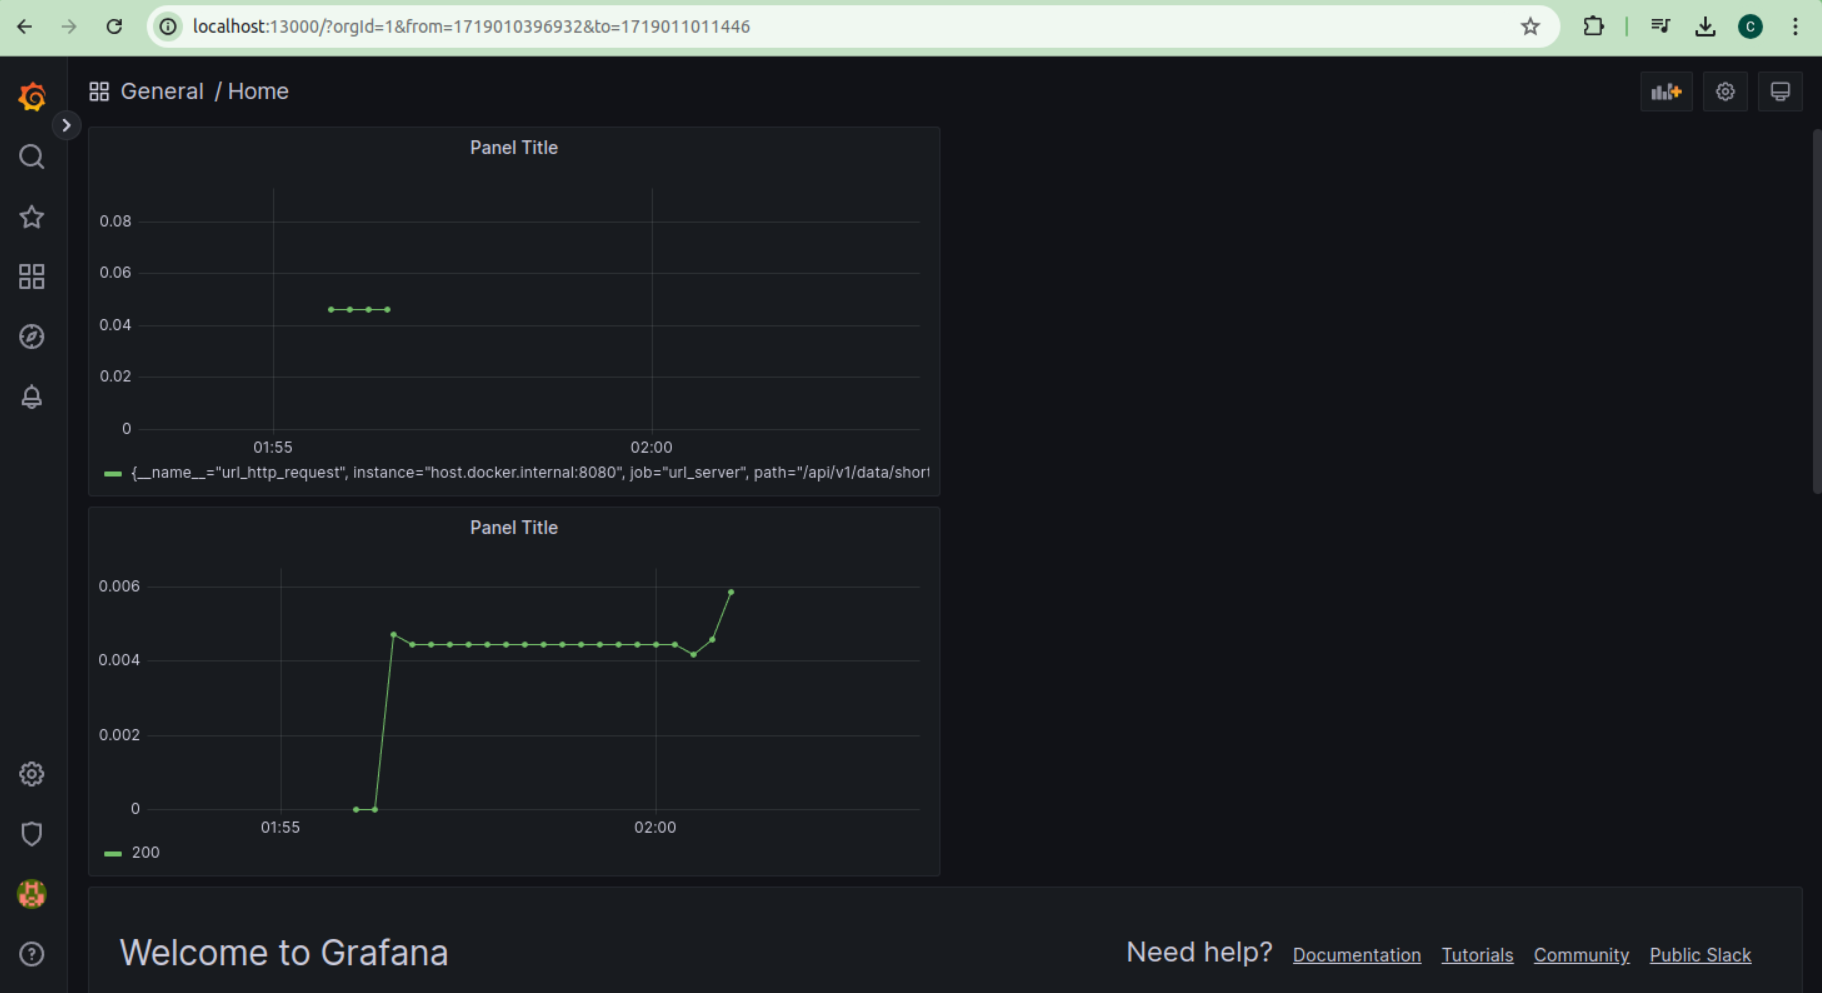 localhost:13000/?orgId=1&from=1719010396932&to=1719011011446
C
General / Home
Panel Title
0.08
0.06
0.04
0.02
0
01:55 02:00
{__name__="url_http_request", instance="host.docker.internal:8080", job="url_server", path="/api/v1/data/short
Panel Title
0.006
0.004
0.002
0
01:55 02:00
200
Welcome to Grafana
Need help? Documentation Tutorials Community Public Slack